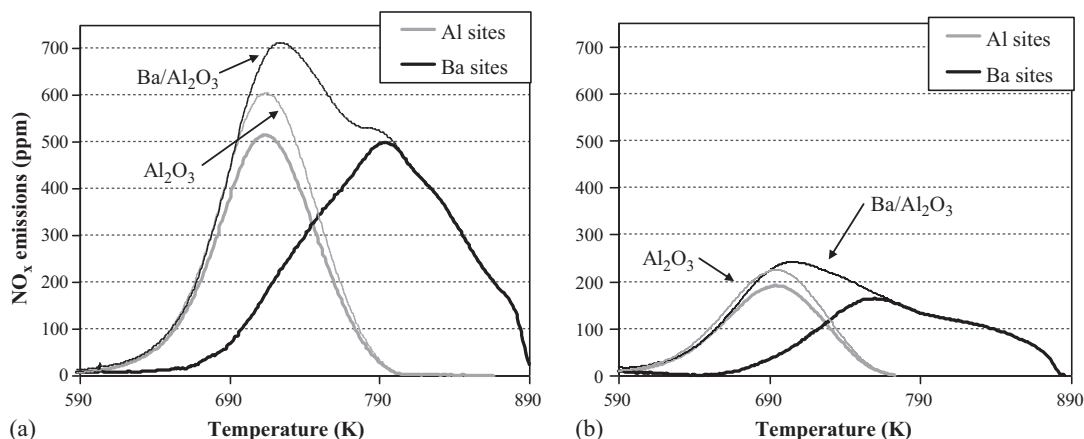 NOx emissions (ppm)
700
600
500
400
300
200
100
0
590
690
790
890
Temperature (K)
(a)
Al sites
Ba sites
Ba/Al2O3
Al2O3
700
600
500
400
300
200
100
0
590
690
790
890
Temperature (K)
(b)
Al sites
Ba sites
Al2O3
Ba/Al2O3